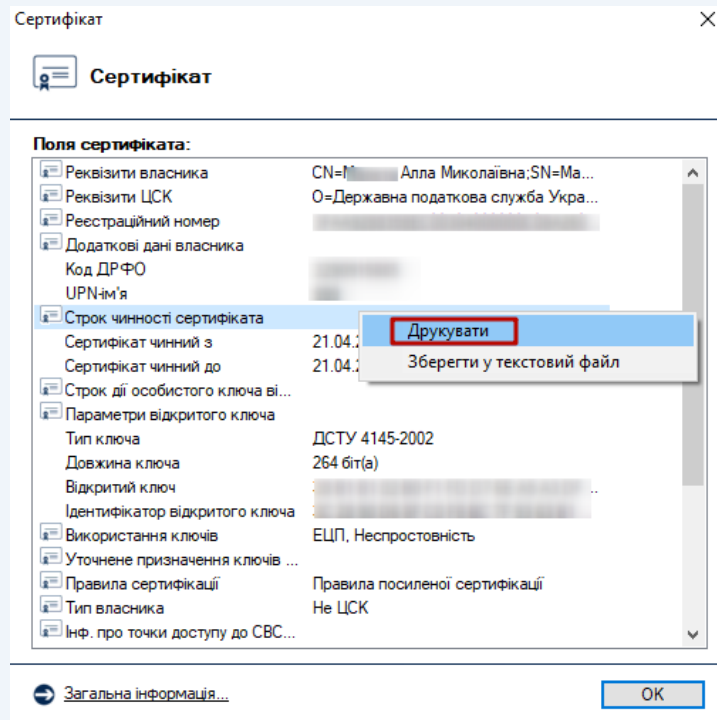 Сертифікат
Сертифікат
Поля сертифіката:
Реквізити власника CN=М Алла Миколаївна;SN=Ма...
Реквізити ЦСК О=Державна податкова служба Укра...
Реєстраційний номер
Додаткові дані власника
Код ДРФО
UPN-ім'я
Строк чинності сертифіката
Друкувати
Сертифікат чинний з 21.04.2
Зберегти у текстовий файл
Сертифікат чинний до 21.04.2
Строк дії особистого ключа ві...
Параметри відкритого ключа
Тип ключа ДСТУ 4145-2002
Довжина ключа 264 біт(а)
Відкритий ключ
Ідентифікатор відкритого ключа
Використання ключів ЕЦП, Неспростовність
Уточнене призначення ключів ...
Правила сертифікації Правила посиленої сертифікації
Тип власника Не ЦСК
Інф. про точки доступу до СВС...
Загальна інформація...
OK